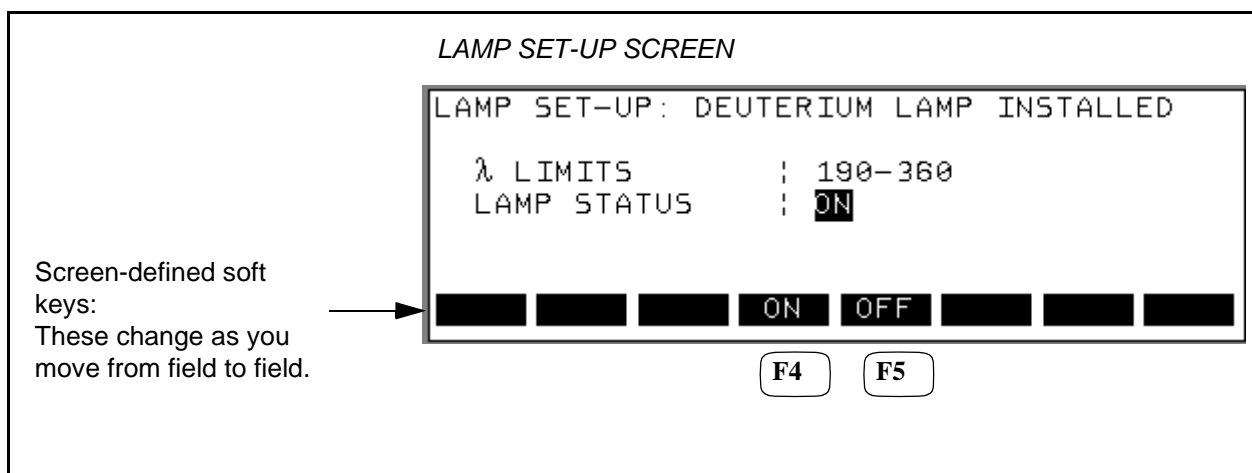 LAMP SET-UP SCREEN
LAMP SET-UP: DEUTERIUM LAMP INSTALLED
λ LIMITS ¦ 190-360
LAMP STATUS ¦ ON
Screen-defined soft
keys:
These change as you
move from field to field.
ON OFF
F4 F5